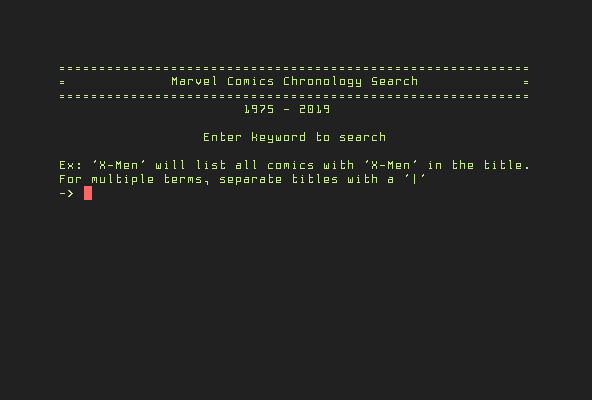 ==========================================================
=             Marvel Comics Chronology Search             =
==========================================================
1975 - 2019
Enter keyword to search
Ex: 'X-Men' will list all comics with 'X-Men' in the title.
For multiple terms, separate titles with a '|'
->